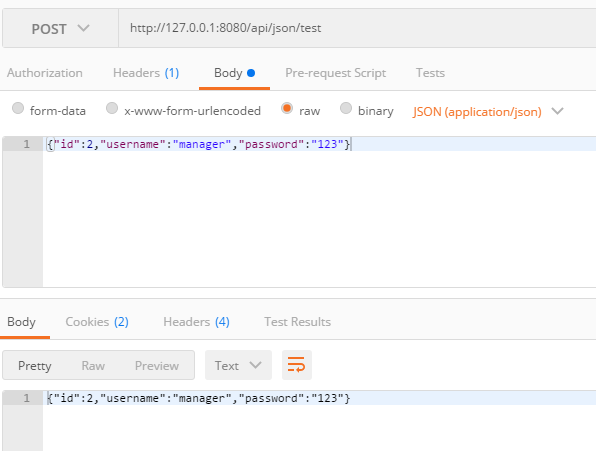 POST http://127.0.0.1:8080/api/json/test
Authorization Headers (1) Body Pre-request Script Tests
form-data x-www-form-urlencoded raw binary JSON (application/json)
1 {"id":2,"username":"manager","password":"123"}
Body Cookies (2) Headers (4) Test Results
Pretty Raw Preview Text
1 {"id":2,"username":"manager","password":"123"}